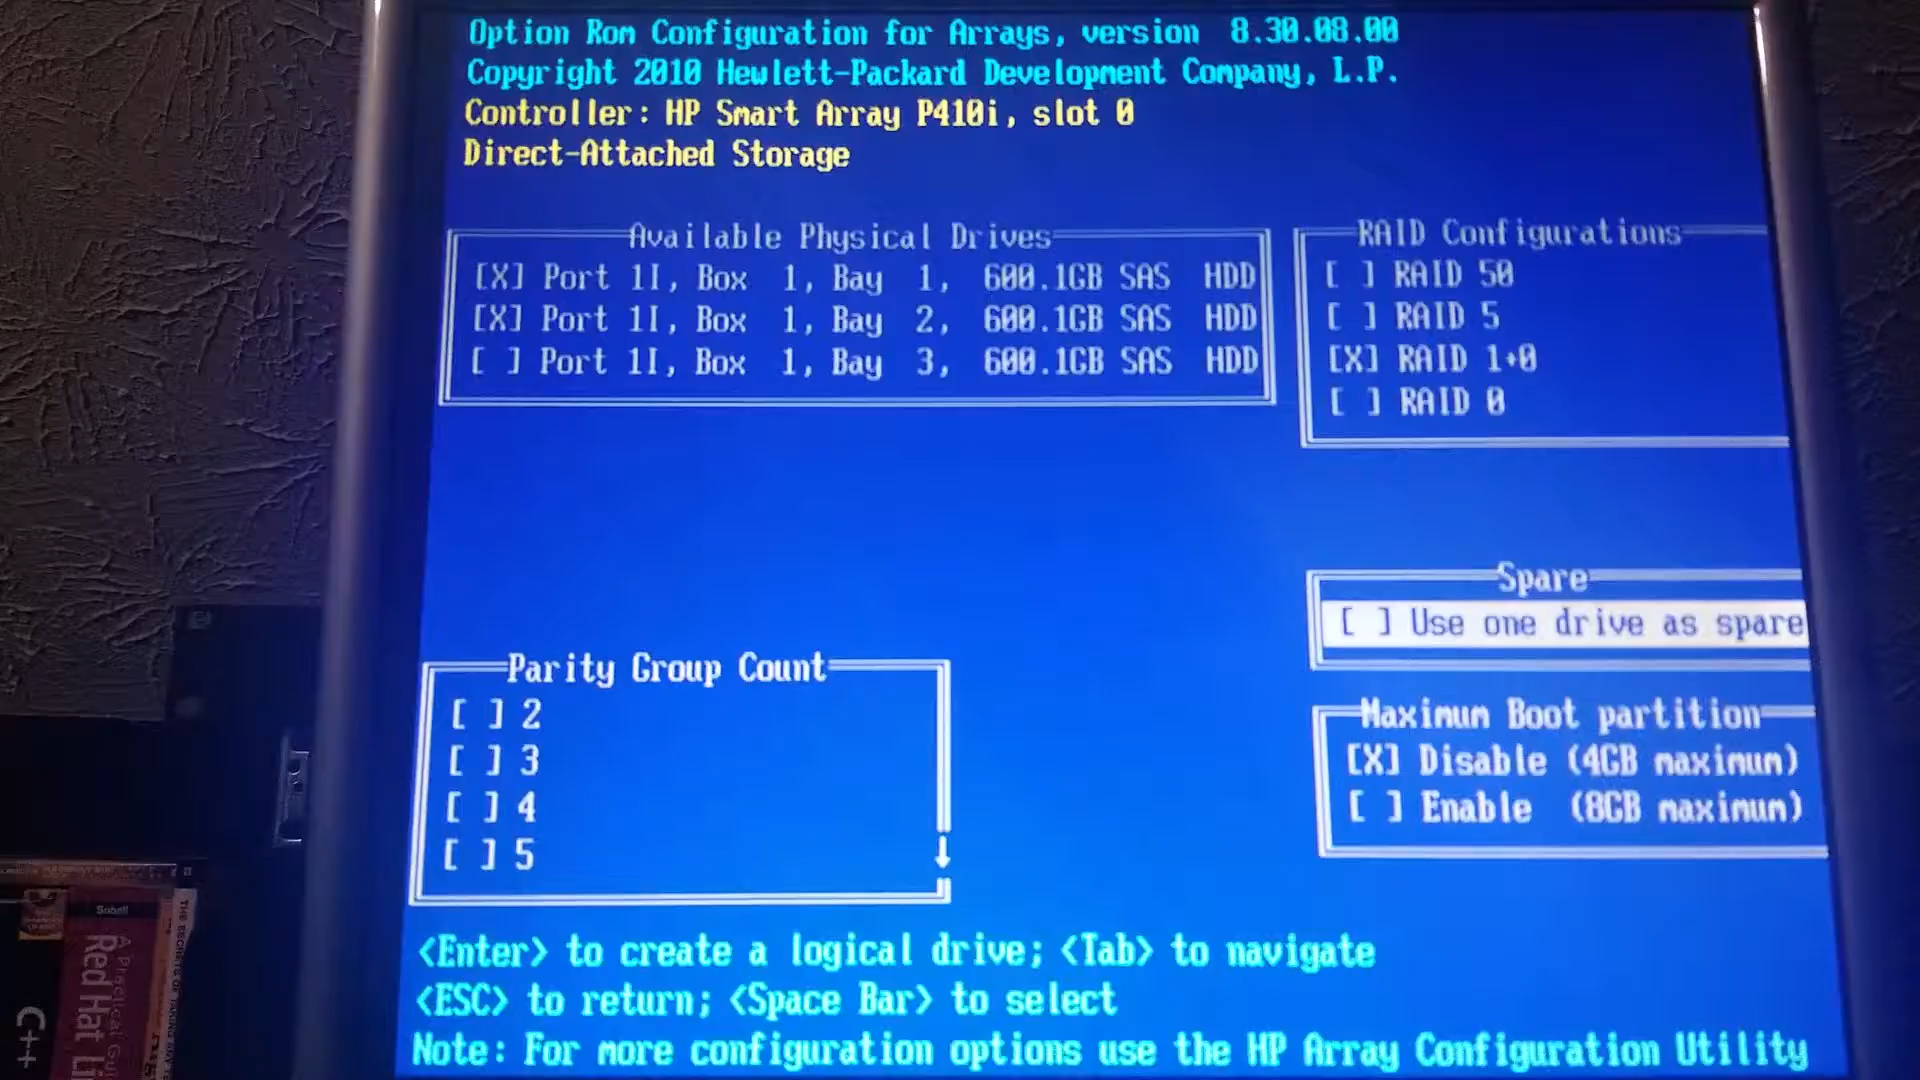 Option Rom Configuration for Arrays, version 8.30.08.00
Copyright 2010 Hewlett-Packard Development Company, L.P.
Controller: HP Smart Array P410i, slot 0
Direct-Attached Storage
Available Physical Drives
[X] Port 1I, Box 1, Bay 1, 600.1GB SAS HDD
[X] Port 1I, Box 1, Bay 2, 600.1GB SAS HDD
[ ] Port 1I, Box 1, Bay 3, 600.1GB SAS HDD
RAID Configurations
[ ] RAID 50
[ ] RAID 5
[X] RAID 1+0
[ ] RAID 0
Spare
[ ] Use one drive as spare
Parity Group Count
[ ] 2
[ ] 3
[ ] 4
[ ] 5
Maximum Boot partition
[X] Disable (4GB maximum)
[ ] Enable (8GB maximum)
<Enter> to create a logical drive; <Tab> to navigate
<ESC> to return; <Space Bar> to select
Note: For more configuration options use the HP Array Configuration Utility
C++
Sobell
Red Hat Li
A Practical Gui